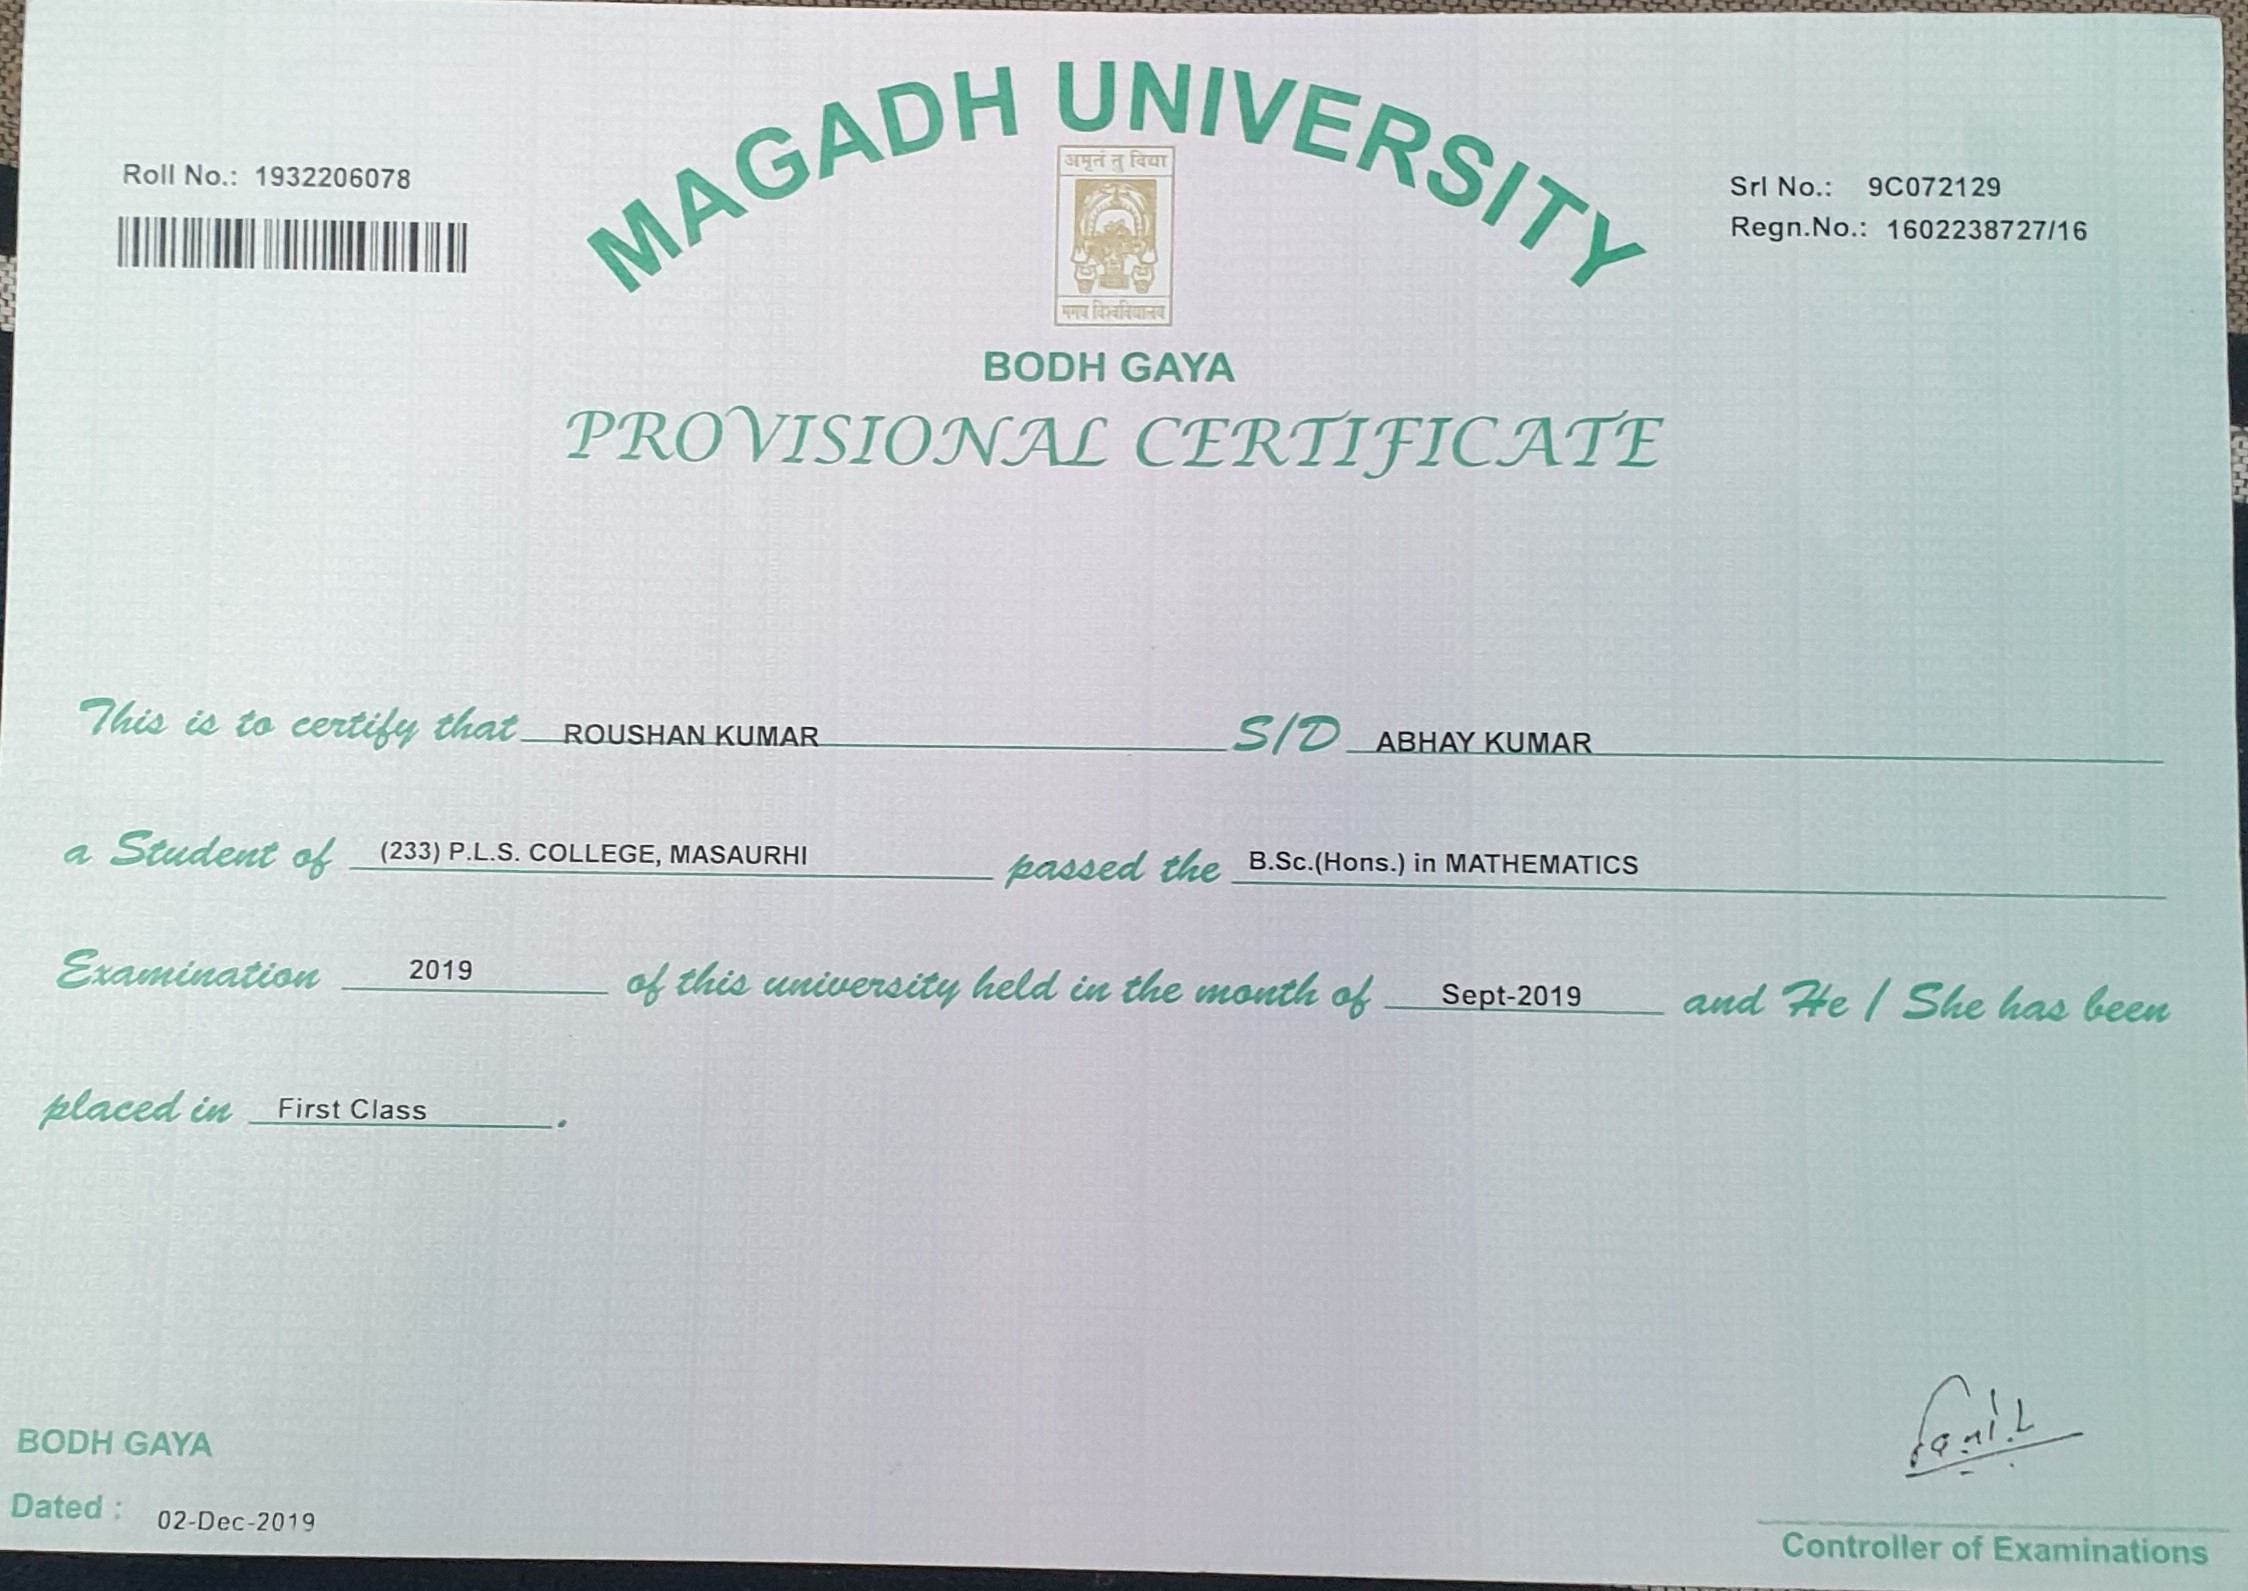 MAGADH UNIVERSITY
Roll No.: 1932206078
Srl No.: 9C072129
Regn.No.: 1602238727/16
अमृतं तु विद्या
मगध विश्वविद्यालय
BODH GAYA
PROVISIONAL CERTIFICATE
This is to certify that ROUSHAN KUMAR S/D ABHAY KUMAR
a Student of (233) P.L.S. COLLEGE, MASAURHI passed the B.Sc.(Hons.) in MATHEMATICS
Examination 2019 of this university held in the month of Sept-2019 and He / She has been
placed in First Class .
BODH GAYA
Dated : 02-Dec-2019
Controller of Examinations